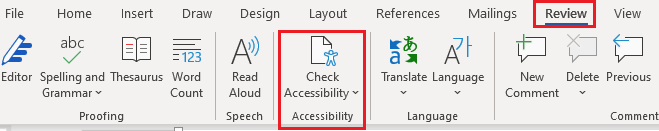 File Home Insert Draw Design Layout References Mailings Review View
abc 123
Editor Spelling and Thesaurus Word Read Check Translate Language New Delete Previous
Grammar Count Aloud Accessibility Comment
Proofing Speech Accessibility Language Comment